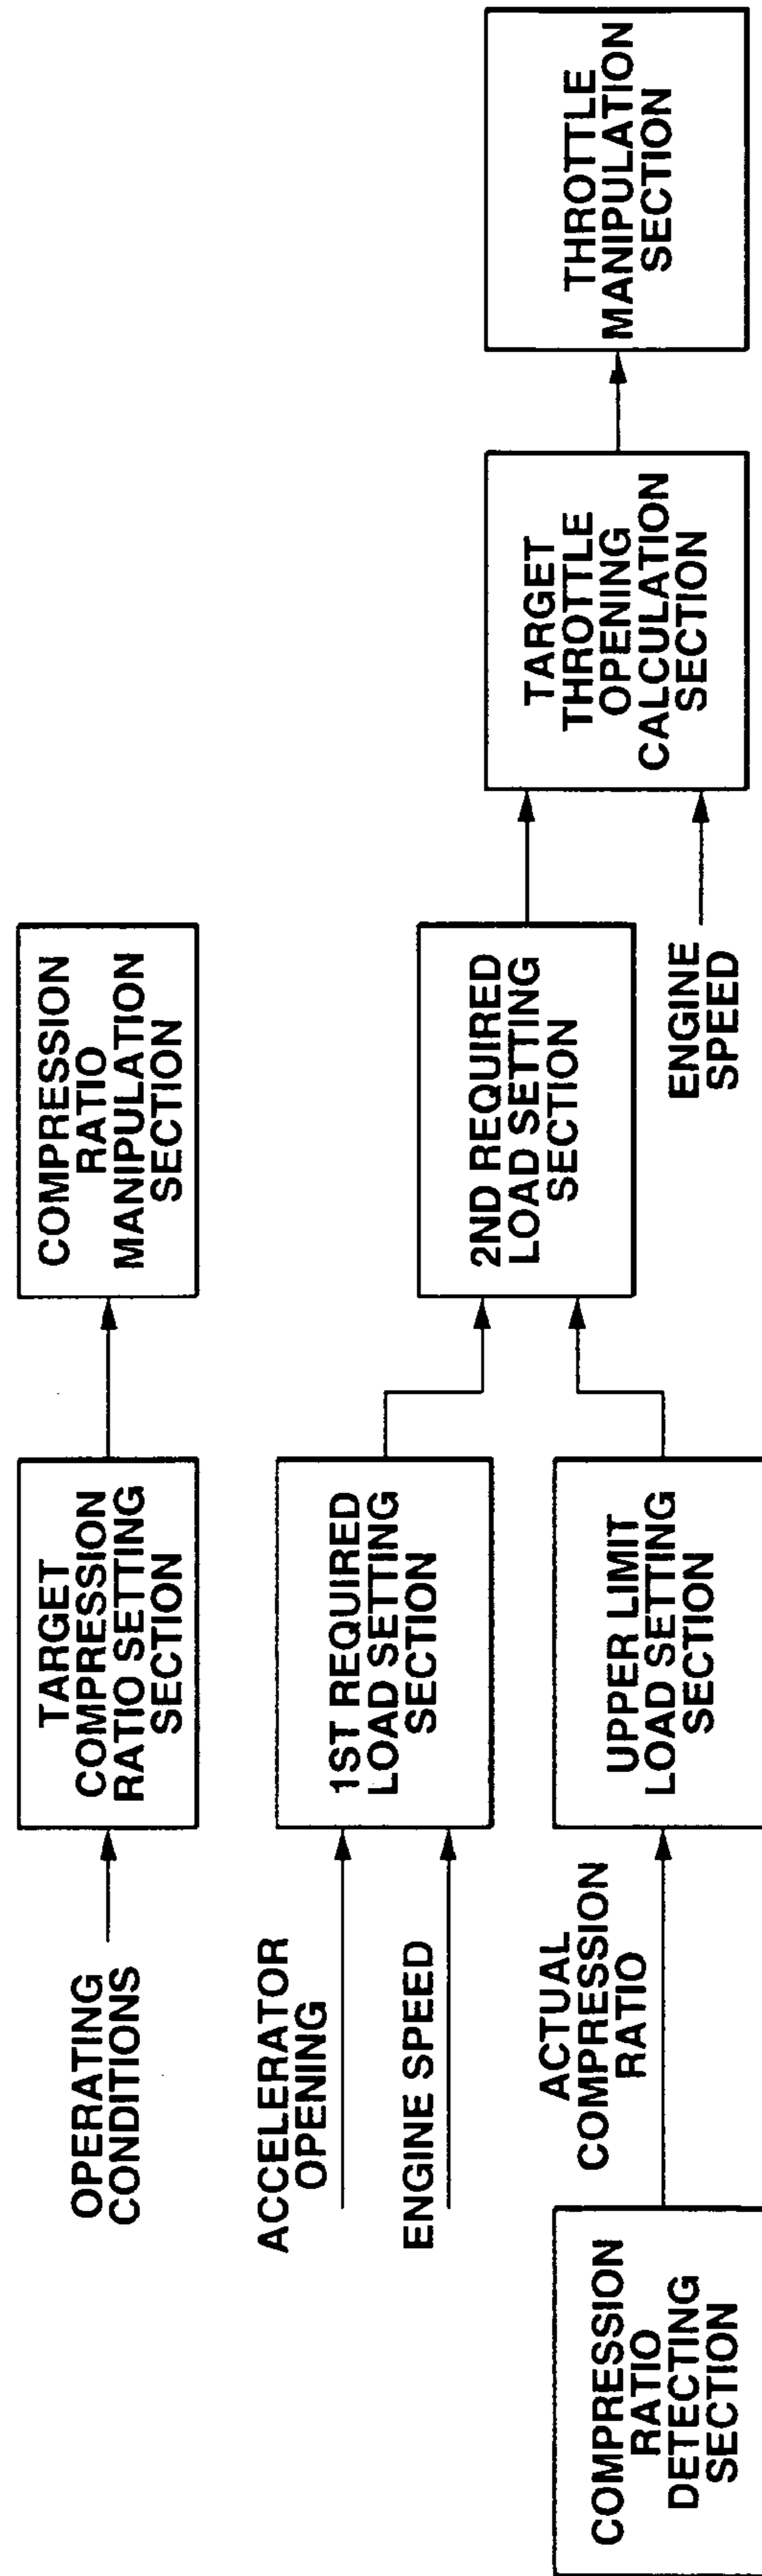 OPERATING
CONDITIONS
TARGET
COMPRESSION
RATIO SETTING
SECTION
COMPRESSION
RATIO
MANIPULATION
SECTION
ACCELERATOR
OPENING
ENGINE SPEED
1ST REQUIRED
LOAD SETTING
SECTION
COMPRESSION
RATIO
DETECTING
SECTION
ACTUAL
COMPRESSION
RATIO
UPPER LIMIT
LOAD SETTING
SECTION
2ND REQUIRED
LOAD SETTING
SECTION
ENGINE
SPEED
TARGET
THROTTLE
OPENING
CALCULATION
SECTION
THROTTLE
MANIPULATION
SECTION